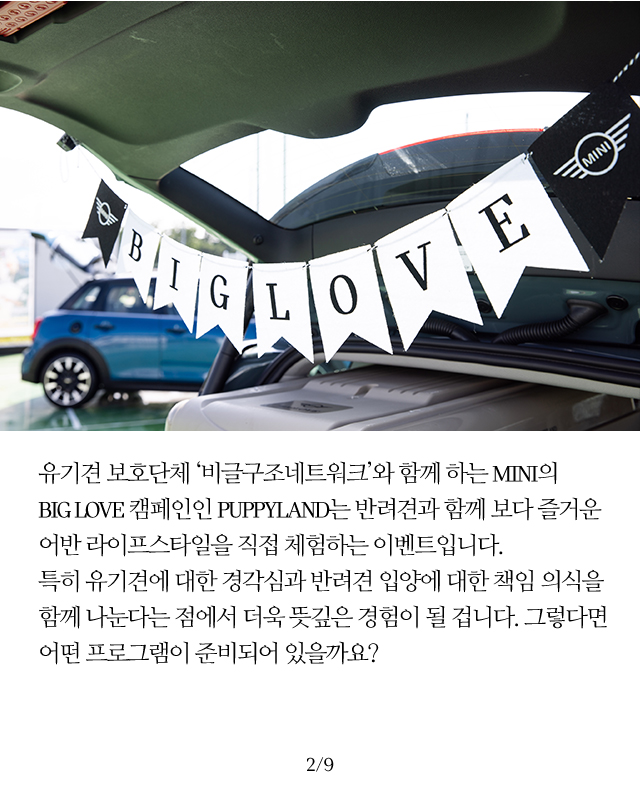 BIG LOVE
MINI
유기견 보호단체 ‘비글구조네트워크’와 함께 하는 MINI의
BIG LOVE 캠페인인 PUPPYLAND는 반려견과 함께 보다 즐거운
어반 라이프스타일을 직접 체험하는 이벤트입니다.
특히 유기견에 대한 경각심과 반려견 입양에 대한 책임 의식을
함께 나눈다는 점에서 더욱 뜻깊은 경험이 될 겁니다. 그렇다면
어떤 프로그램이 준비되어 있을까요?
2/9